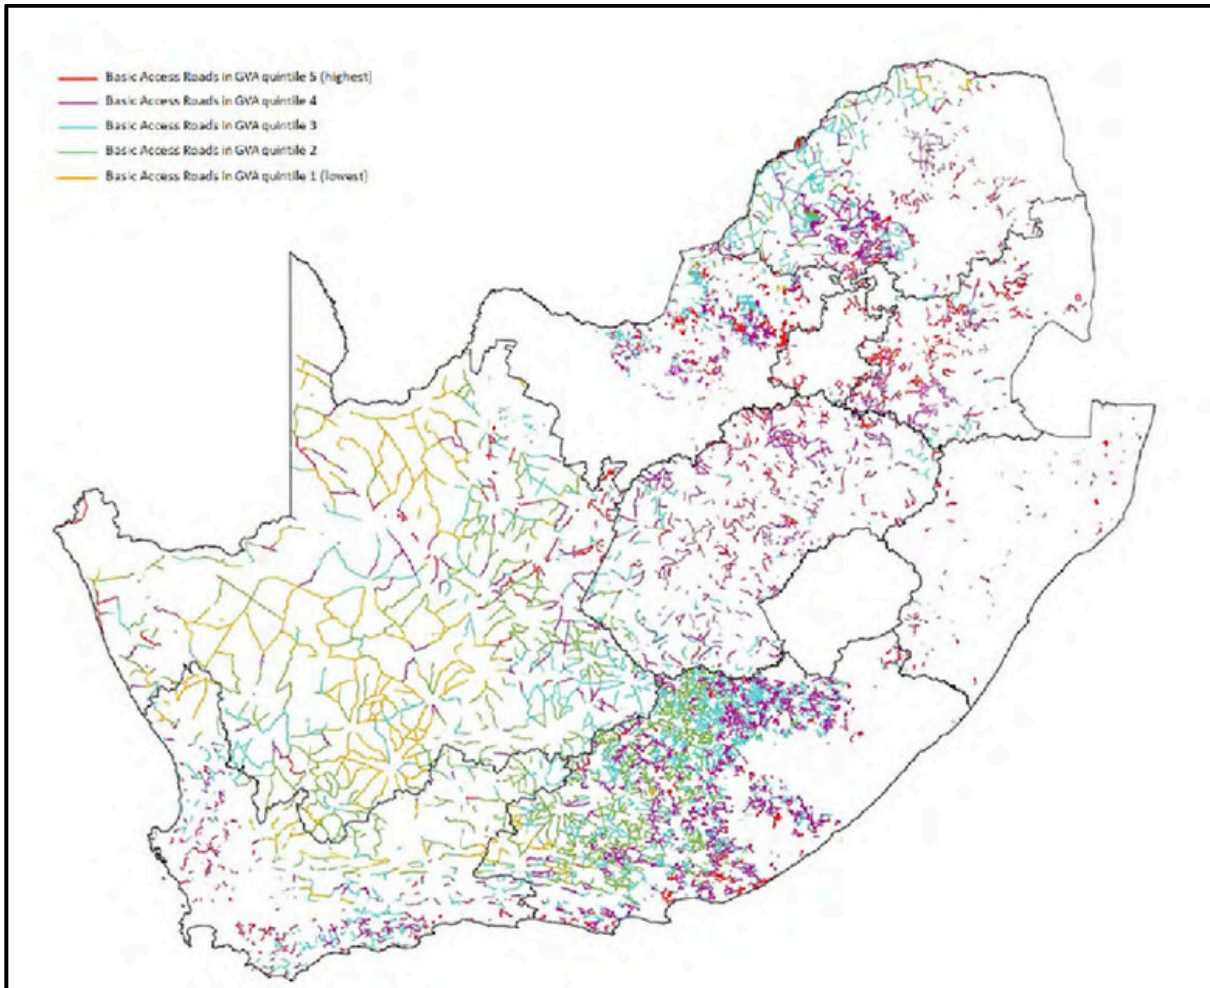 Basic Access Roads in GVA quintile 5 (highest)
Basic Access Roads in GVA quintile 4
Basic Access Roads in GVA quintile 3
Basic Access Roads in GVA quintile 2
Basic Access Roads in GVA quintile 1 (lowest)